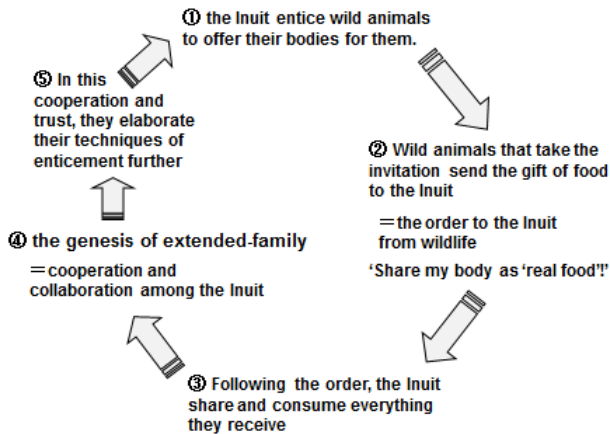 ① the Inuit entice wild animals
to offer their bodies for them.
② Wild animals that take the
invitation send the gift of food
to the Inuit
＝the order to the Inuit
from wildlife
‘Share my body as ‘real food’!’
③ Following the order, the Inuit
share and consume everything
they receive
④ the genesis of extended-family
＝cooperation and
collaboration among the Inuit
⑤ In this
cooperation and
trust, they elaborate
their techniques of
enticement further